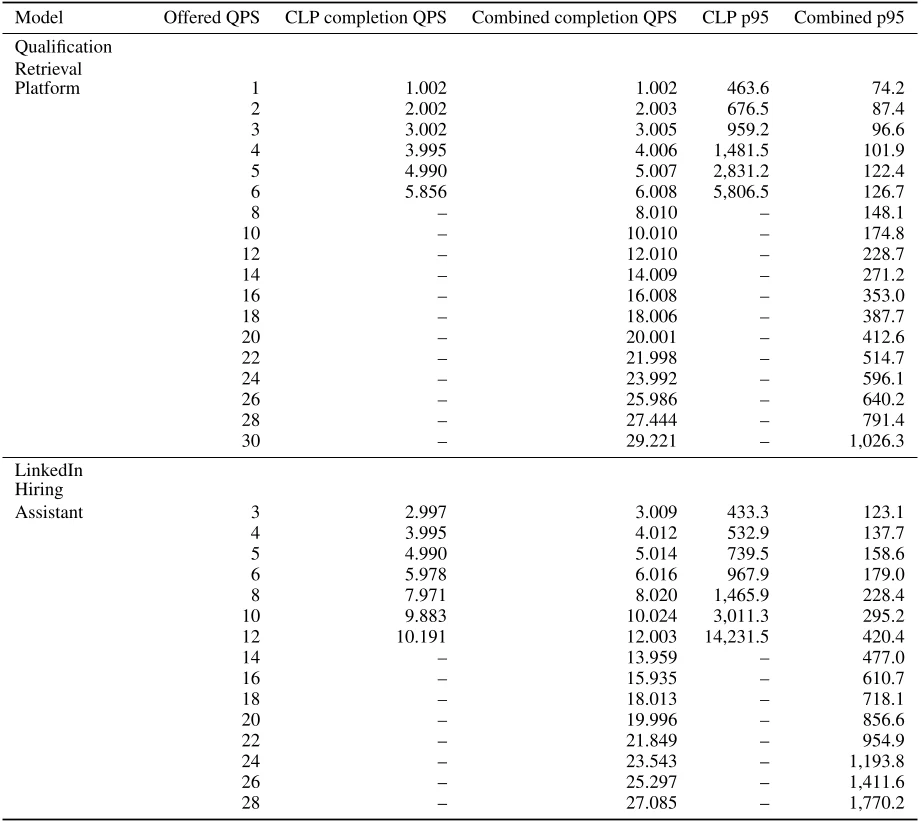 Model Offered QPS CLP completion QPS Combined completion QPS CLP p95 Combined p95
Qualification
Retrieval
Platform 1 1.002 1.002 463.6 74.2
2 2.002 2.003 676.5 87.4
3 3.002 3.005 959.2 96.6
4 3.995 4.006 1,481.5 101.9
5 4.990 5.007 2,831.2 122.4
6 5.856 6.008 5,806.5 126.7
8 – 8.010 – 148.1
10 – 10.010 – 174.8
12 – 12.010 – 228.7
14 – 14.009 – 271.2
16 – 16.008 – 353.0
18 – 18.006 – 387.7
20 – 20.001 – 412.6
22 – 21.998 – 514.7
24 – 23.992 – 596.1
26 – 25.986 – 640.2
28 – 27.444 – 791.4
30 – 29.221 – 1,026.3
LinkedIn
Hiring
Assistant 3 2.997 3.009 433.3 123.1
4 3.995 4.012 532.9 137.7
5 4.990 5.014 739.5 158.6
6 5.978 6.016 967.9 179.0
8 7.971 8.020 1,465.9 228.4
10 9.883 10.024 3,011.3 295.2
12 10.191 12.003 14,231.5 420.4
14 – 13.959 – 477.0
16 – 15.935 – 610.7
18 – 18.013 – 718.1
20 – 19.996 – 856.6
22 – 21.849 – 954.9
24 – 23.543 – 1,193.8
26 – 25.297 – 1,411.6
28 – 27.085 – 1,770.2